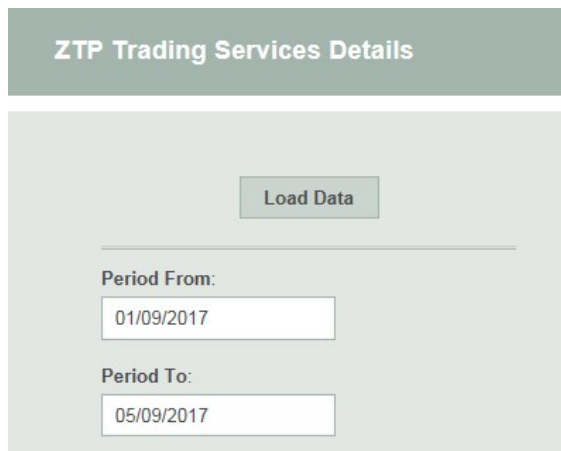 ZTP Trading Services Details
Load Data
Period From:
01/09/2017
Period To:
05/09/2017